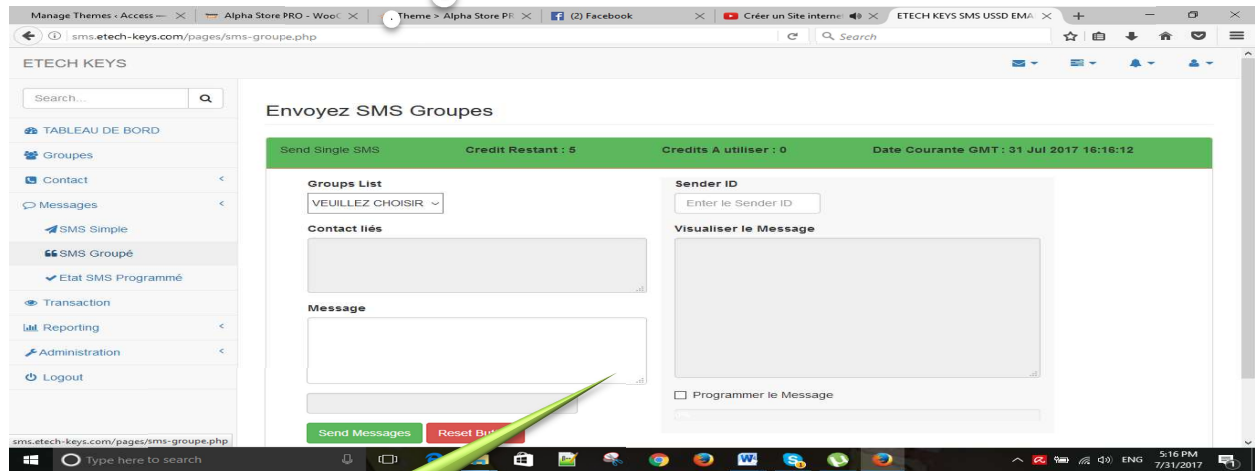 Manage Themes ‹ Access —
Alpha Store PRO - Woo
Theme > Alpha Store PR
(2) Facebook
Créer un Site interne
ETECH KEYS SMS USSD EMA
sms.etech-keys.com/pages/sms-groupe.php
Search
ETECH KEYS
Search...
Envoyez SMS Groupes
TABLEAU DE BORD
Groupes
Contact
Messages
SMS Simple
SMS Groupé
Etat SMS Programmé
Transaction
Reporting
Administration
Logout
Send Single SMS Credit Restant : 5 Credits A utiliser : 0 Date Courante GMT : 31 Jul 2017 16:16:12
Groups List
VEUILLEZ CHOISIR
Contact liés
Message
Sender ID
Enter le Sender ID
Visualiser le Message
Programmer le Message
Send Messages
Reset But
sms.etech-keys.com/pages/sms-groupe.php
Type here to search
ENG
5:16 PM
7/31/2017